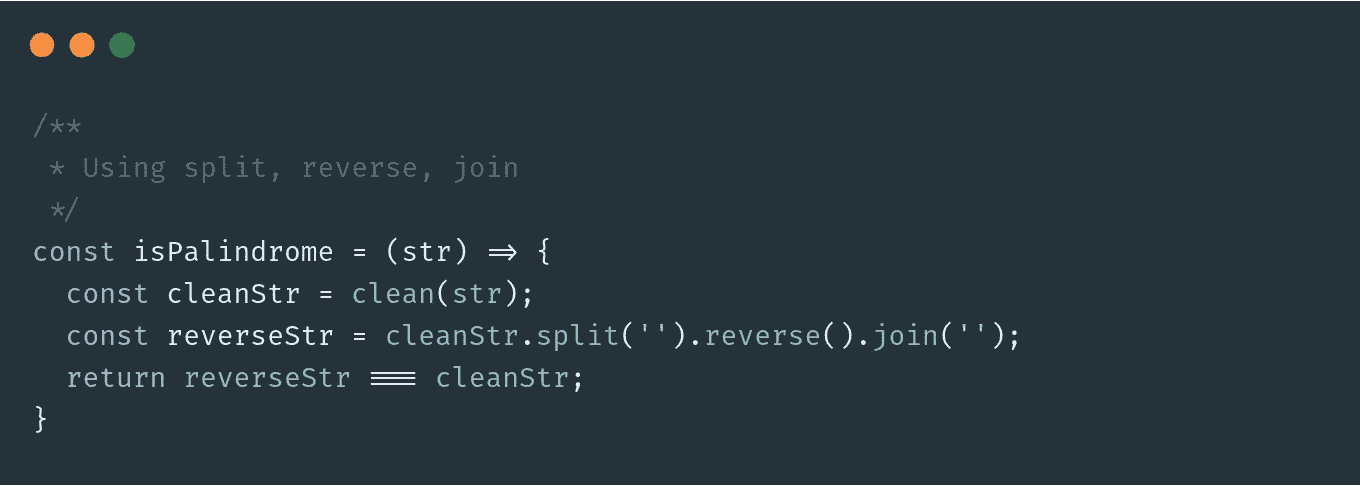 /**
 * Using split, reverse, join
 */
const isPalindrome = (str) => {
  const cleanStr = clean(str);
  const reverseStr = cleanStr.split('').reverse().join('');
  return reverseStr === cleanStr;
}